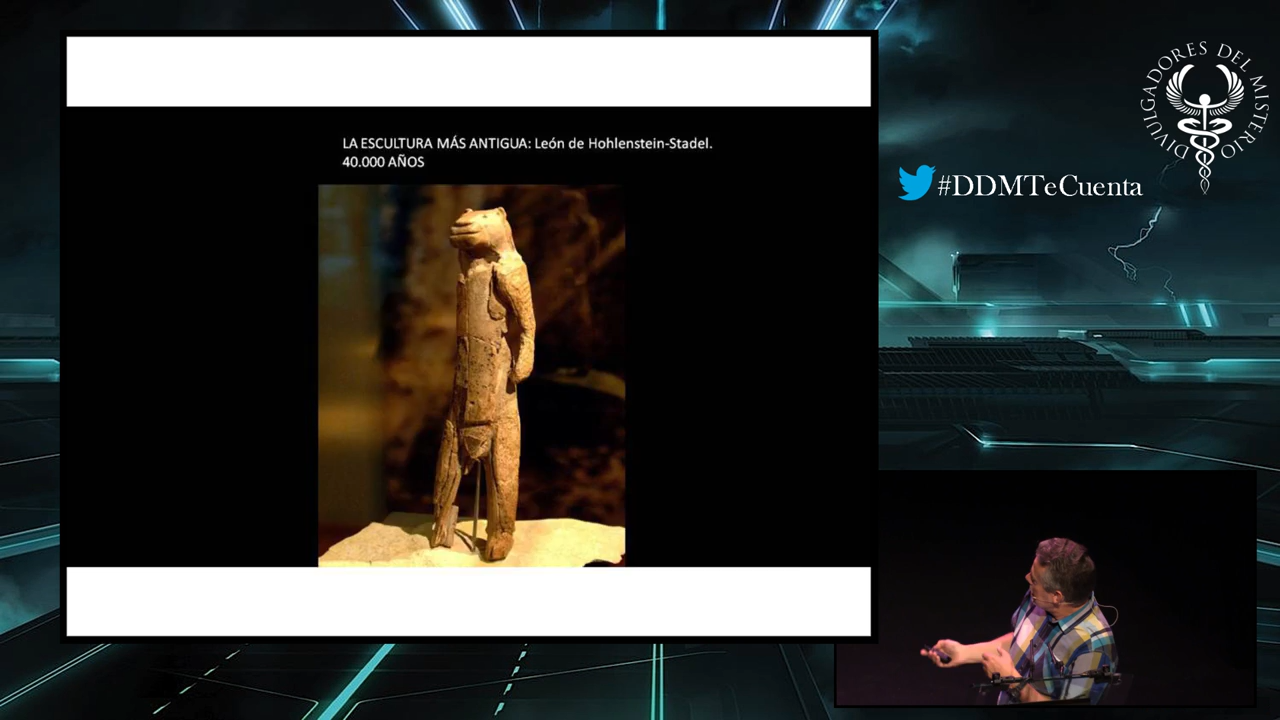 LA ESCULTURA MÁS ANTIGUA: León de Hohlenstein-Stadel.
40.000 AÑOS
DIVULGADORES DEL MISTERIO
#DDMTeCuenta